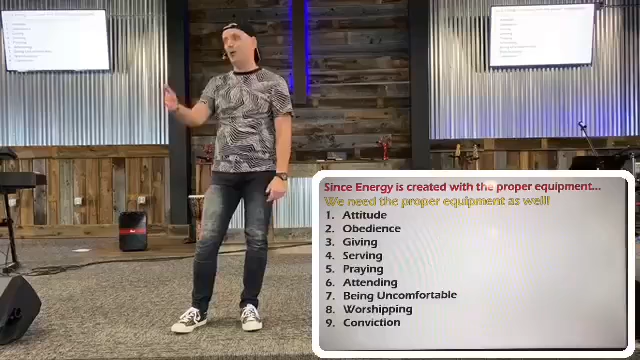 Since Energy is created with the proper equipment...
We need the proper equipment as well!
1. Attitude
2. Obedience
3. Giving
4. Serving
5. Praying
6. Attending
7. Being Uncomfortable
8. Worshipping
9. Conviction